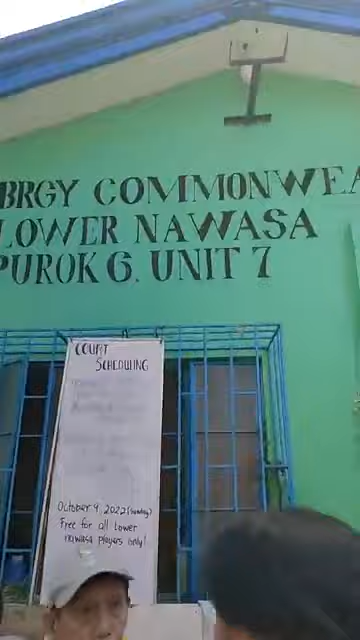 BRGY COMMONWEA
LOWER NAWASA
PUROK 6, UNIT 7
COURT
SCHEDULING
October 9, 2022 (Sunday)
Free for all Lower
nawasa players only!